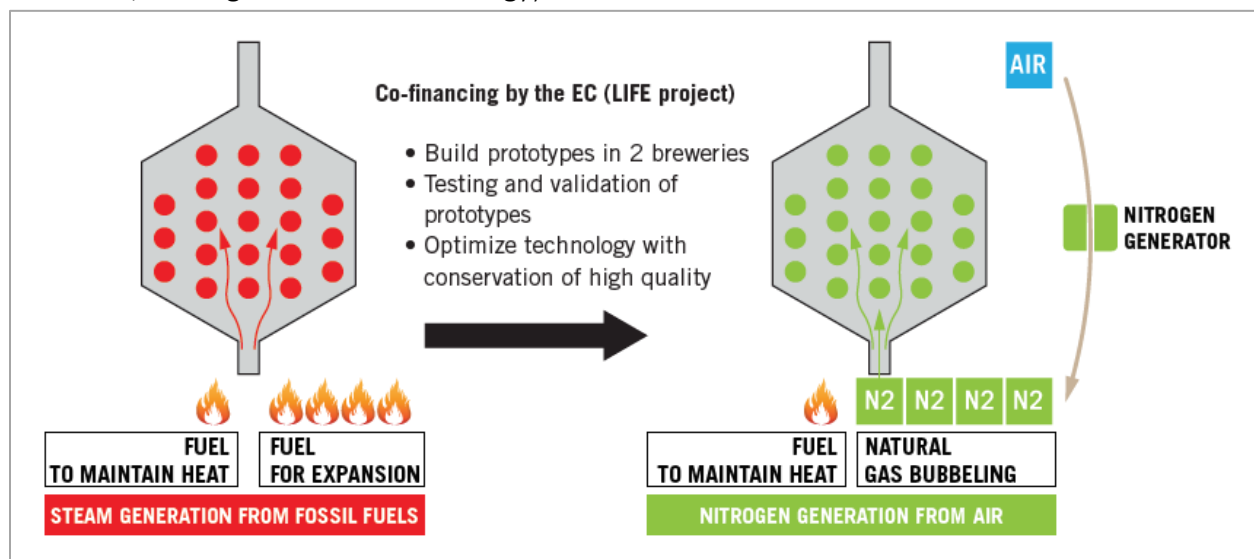 Co-financing by the EC (LIFE project)
• Build prototypes in 2 breweries
• Testing and validation of
prototypes
• Optimize technology with
conservation of high quality
FUEL
TO MAINTAIN HEAT
FUEL
FOR EXPANSION
STEAM GENERATION FROM FOSSIL FUELS
AIR
NITROGEN
GENERATOR
N2 N2 N2 N2
FUEL
TO MAINTAIN HEAT
NATURAL
GAS BUBBELING
NITROGEN GENERATION FROM AIR